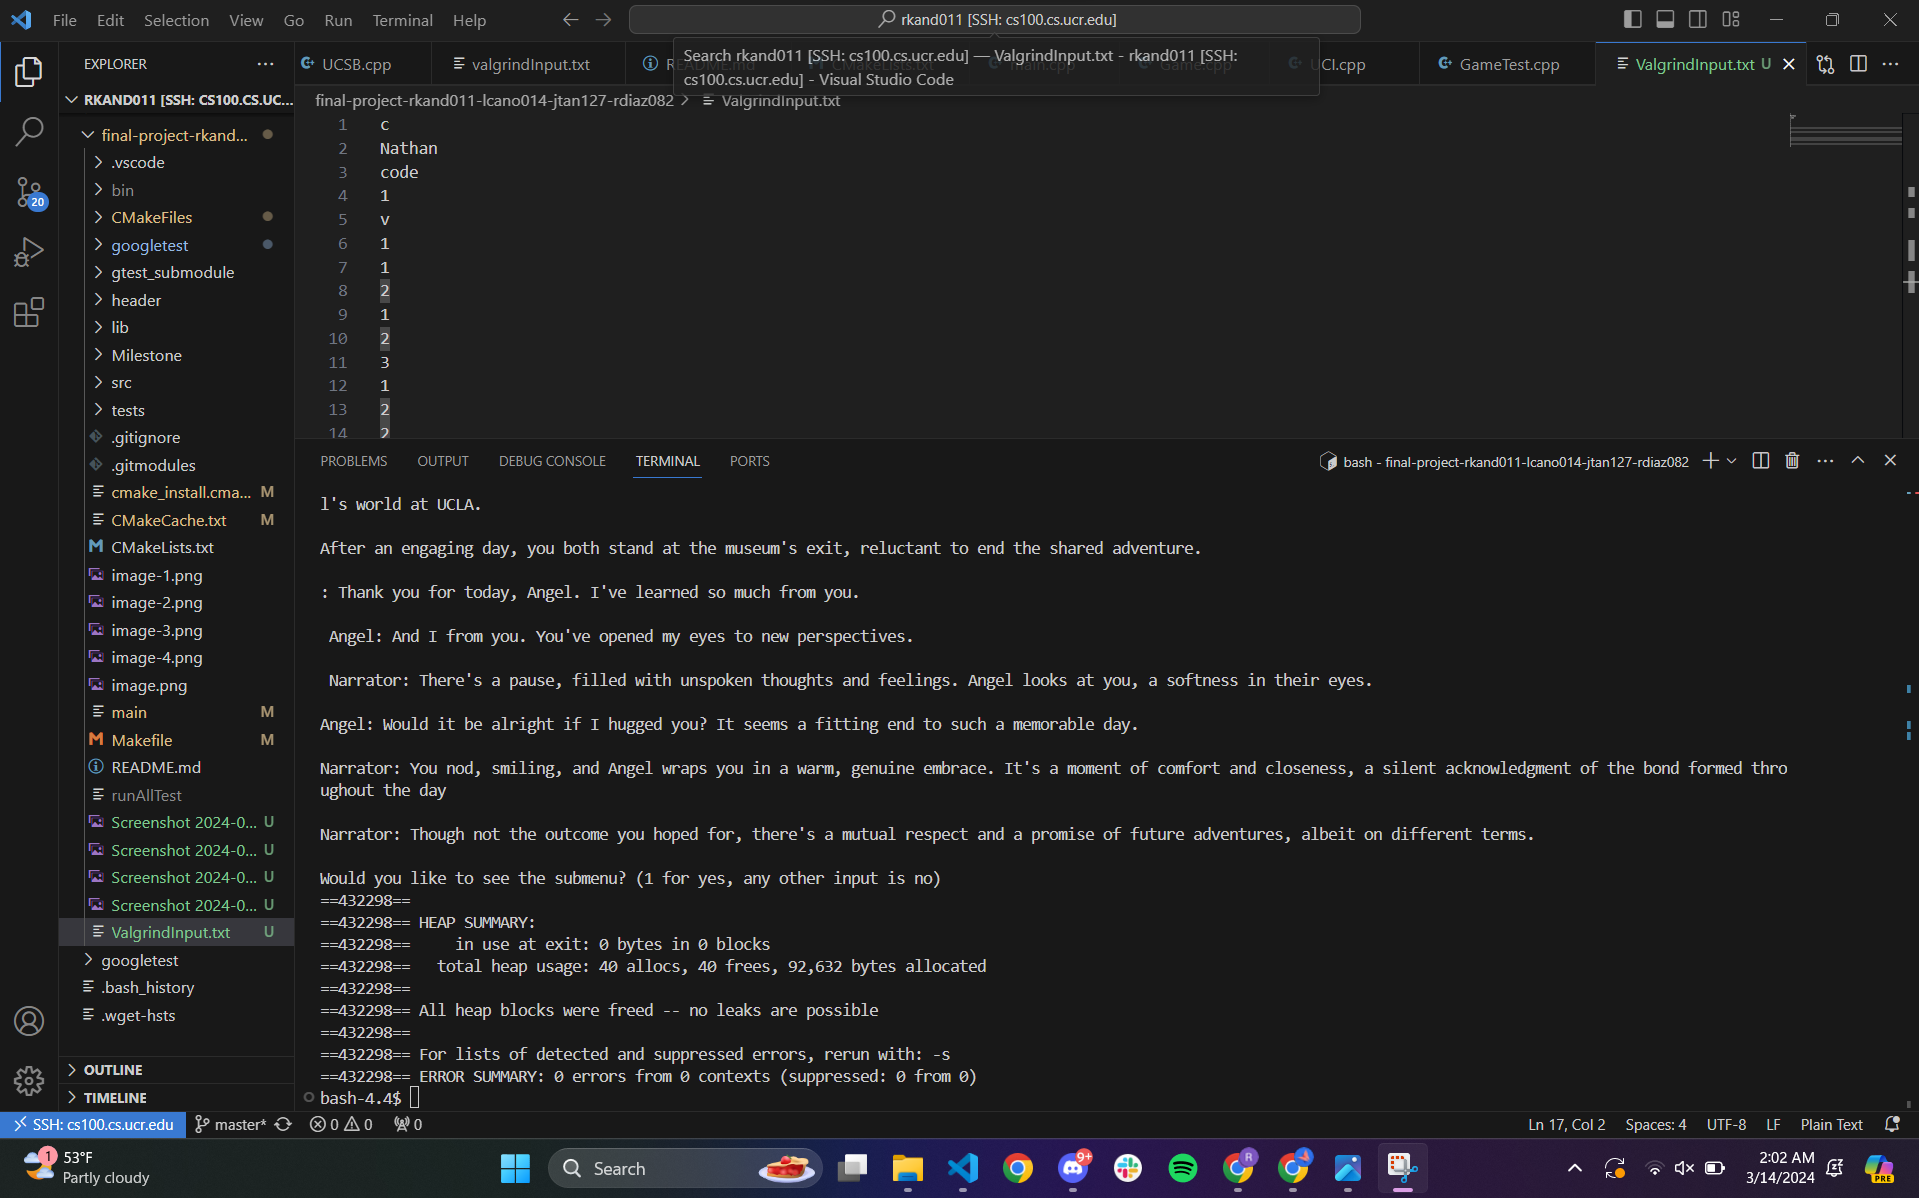 File Edit Selection View Go Run Terminal Help
rkand011 [SSH: cs100.cs.ucr.edu]
EXPLORER
UCSB.cpp
valgrindInput.txt
Search rkand011 [SSH: cs100.cs.ucr.edu] — ValgrindInput.txt - rkand011 [SSH:
cs100.cs.ucr.edu] - Visual Studio Code
UCI.cpp
GameTest.cpp
ValgrindInput.txt U
RKAND011 [SSH: CS100.CS.UC...
final-project-rkand011-lcano014-jtan127-rdiaz082 > ValgrindInput.txt
final-project-rkand...
.vscode
bin
CMakeFiles
googletest
gtest_submodule
header
lib
Milestone
src
tests
.gitignore
.gitmodules
cmake_install.cma... M
CMakeCache.txt M
CMakeLists.txt
image-1.png
image-2.png
image-3.png
image-4.png
image.png
main M
Makefile M
README.md
runAllTest
Screenshot 2024-0... U
Screenshot 2024-0... U
Screenshot 2024-0... U
Screenshot 2024-0... U
ValgrindInput.txt U
googletest
.bash_history
.wget-hsts
OUTLINE
TIMELINE
20
1 c
2 Nathan
3 code
4 1
5 v
6 1
7 1
8 2
9 1
10 2
11 3
12 1
13 2
14 2
PROBLEMS OUTPUT DEBUG CONSOLE TERMINAL PORTS
bash - final-project-rkand011-lcano014-jtan127-rdiaz082
l's world at UCLA.
After an engaging day, you both stand at the museum's exit, reluctant to end the shared adventure.
: Thank you for today, Angel. I've learned so much from you.
Angel: And I from you. You've opened my eyes to new perspectives.
Narrator: There's a pause, filled with unspoken thoughts and feelings. Angel looks at you, a softness in their eyes.
Angel: Would it be alright if I hugged you? It seems a fitting end to such a memorable day.
Narrator: You nod, smiling, and Angel wraps you in a warm, genuine embrace. It's a moment of comfort and closeness, a silent acknowledgment of the bond formed thro
ughout the day
Narrator: Though not the outcome you hoped for, there's a mutual respect and a promise of future adventures, albeit on different terms.
Would you like to see the submenu? (1 for yes, any other input is no)
==432298==
==432298== HEAP SUMMARY:
==432298==     in use at exit: 0 bytes in 0 blocks
==432298==   total heap usage: 40 allocs, 40 frees, 92,632 bytes allocated
==432298==
==432298== All heap blocks were freed -- no leaks are possible
==432298==
==432298== For lists of detected and suppressed errors, rerun with: -s
==432298== ERROR SUMMARY: 0 errors from 0 contexts (suppressed: 0 from 0)
bash-4.4$
SSH: cs100.cs.ucr.edu master* 0 0 0 Ln 17, Col 2 Spaces: 4 UTF-8 LF Plain Text
1
53°F
Partly cloudy
Search
9+
R
2:02 AM
3/14/2024
PRE